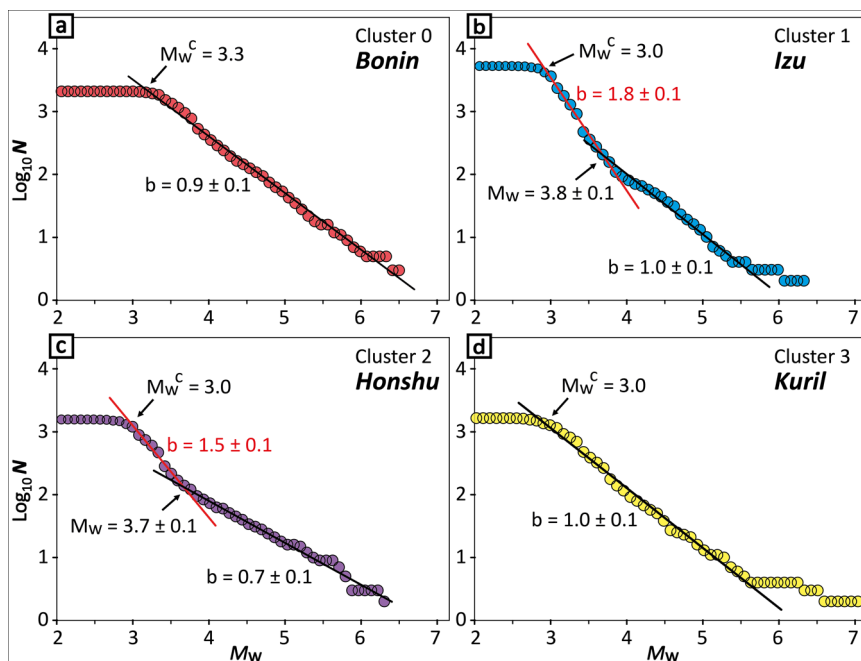 a
Cluster 0
Bonin
Mwᶜ = 3.3
b = 0.9 ± 0.1
Log₁₀ N
4
3
2
1
0
2 3 4 5 6 7
b
Cluster 1
Izu
Mwᶜ = 3.0
b = 1.8 ± 0.1
Mw = 3.8 ± 0.1
b = 1.0 ± 0.1
4
3
2
1
0
2 3 4 5 6 7
c
Cluster 2
Honshu
Mwᶜ = 3.0
b = 1.5 ± 0.1
Mw = 3.7 ± 0.1
b = 0.7 ± 0.1
Log₁₀ N
4
3
2
1
0
2 3 4 5 6 7
Mw
d
Cluster 3
Kuril
Mwᶜ = 3.0
b = 1.0 ± 0.1
4
3
2
1
0
2 3 4 5 6 7
Mw